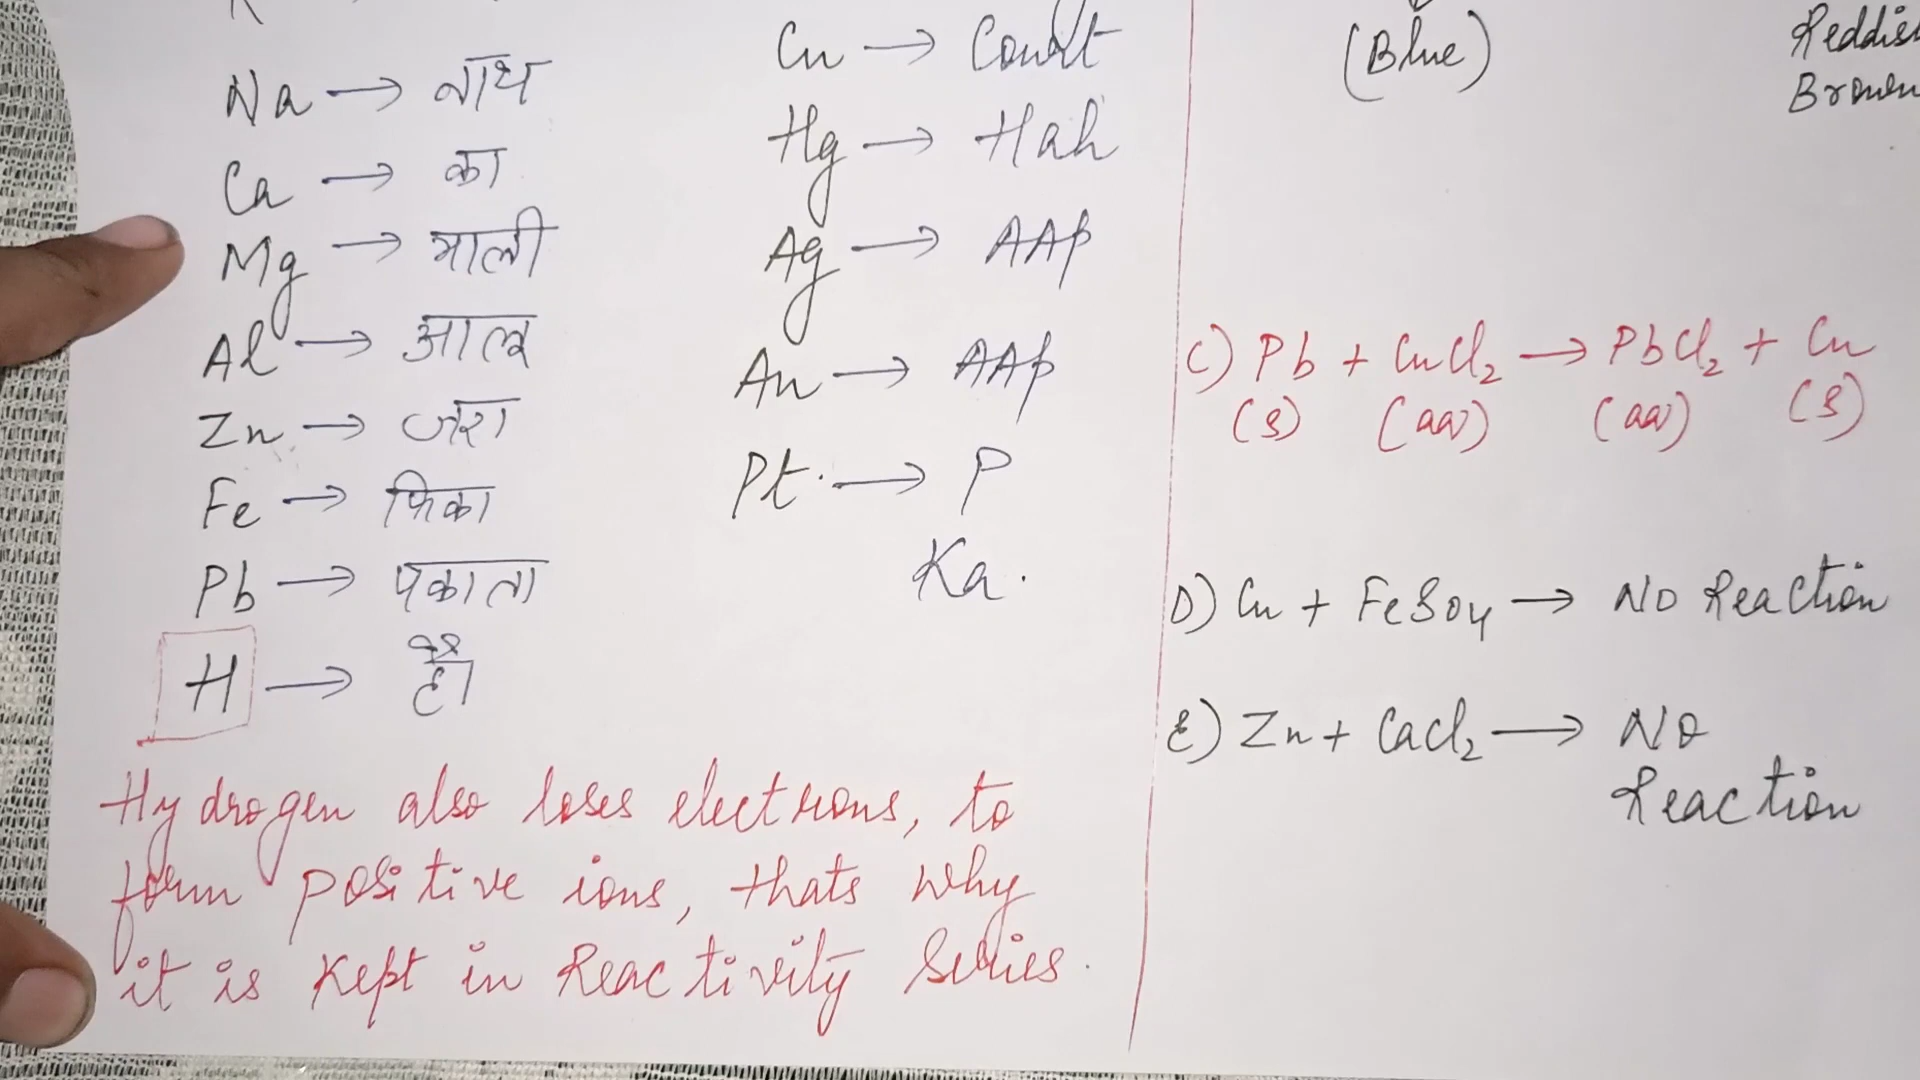 Na → नाथ
Ca → का
Mg → माली
Al → आलू
Zn → जरा
Fe → फिका
Pb → पकाता
H → है।
Hydrogen also loses electrons, to
form positive ions, thats why
it is kept in Reactivity Series.
Cu →
Hg → Hah
Ag → AAp
Au → AAp
Pt. → P
Ka.
(Blue)
Reddish
Brown
C) Pb + CuCl2 → PbCl2 + Cu
(s) (aq) (aq) (s)
D) Cu + FeSO4 → NO Reaction
E) Zn + CaCl2 → NO
Reaction